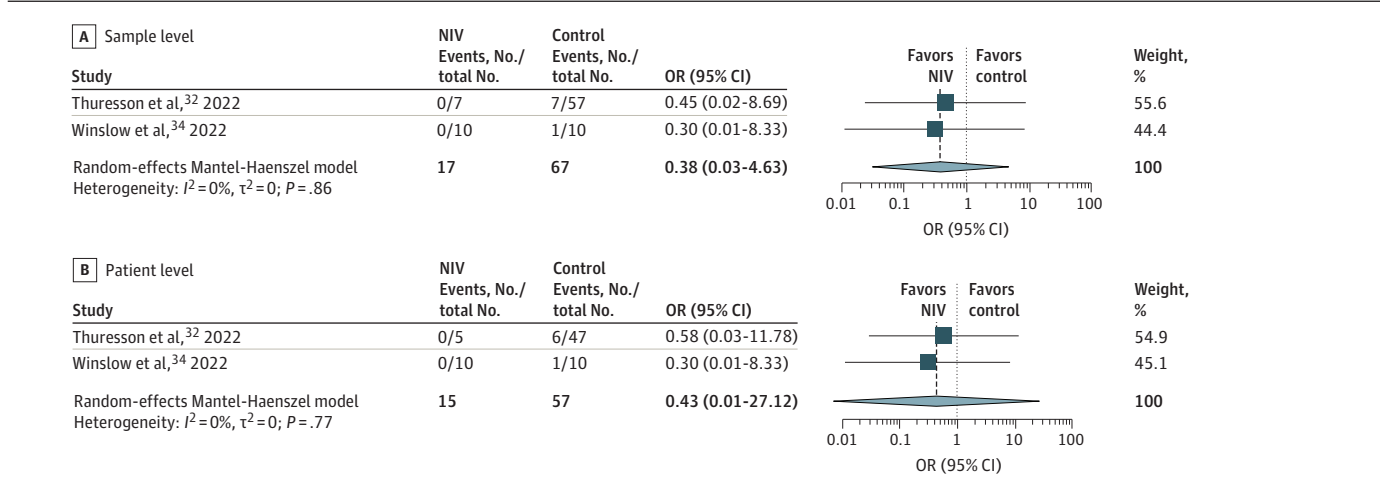 A Sample level
NIV Events, No./ total No.
Control Events, No./ total No.
Favors NIV
Favors control
Weight, %
Study
OR (95% CI)
Thuresson et al,32 2022 0/7 7/57 0.45 (0.02-8.69) 55.6
Winslow et al,34 2022 0/10 1/10 0.30 (0.01-8.33) 44.4
Random-effects Mantel-Haenszel model 17 67 0.38 (0.03-4.63) 100
Heterogeneity: I2=0%, τ2=0; P=.86
0.01 0.1 1 10 100
OR (95% CI)
B Patient level
NIV Events, No./ total No.
Control Events, No./ total No.
Favors NIV
Favors control
Weight, %
Study
OR (95% CI)
Thuresson et al,32 2022 0/5 6/47 0.58 (0.03-11.78) 54.9
Winslow et al,34 2022 0/10 1/10 0.30 (0.01-8.33) 45.1
Random-effects Mantel-Haenszel model 15 57 0.43 (0.01-27.12) 100
Heterogeneity: I2=0%, τ2=0; P=.77
0.01 0.1 1 10 100
OR (95% CI)